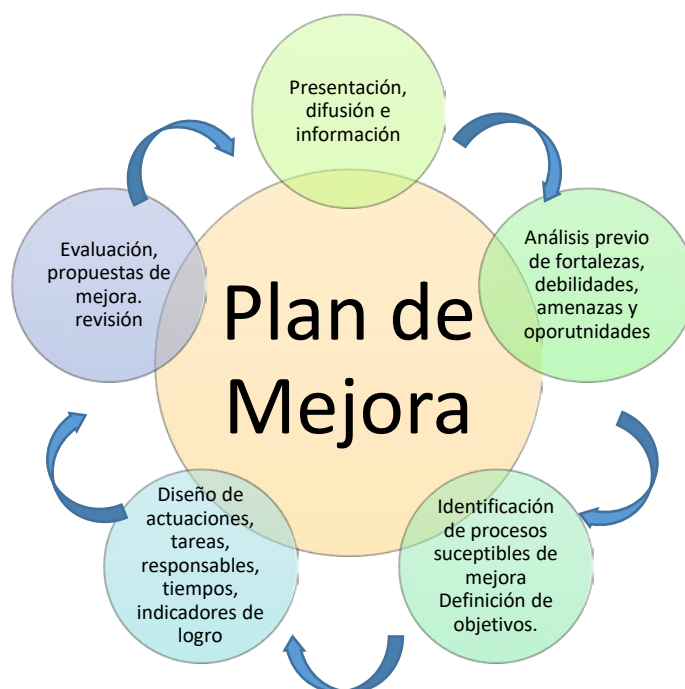 Presentación,
difusión e
información
Análisis previo
de fortalezas,
debilidades,
amenazas y
oporutnidades
Identificación
de procesos
suceptibles de
mejora
Definición de
objetivos.
Diseño de
actuaciones,
tareas,
responsables,
tiempos,
indicadores de
logro
Evaluación,
propuestas de
mejora.
revisión
Plan de
Mejora